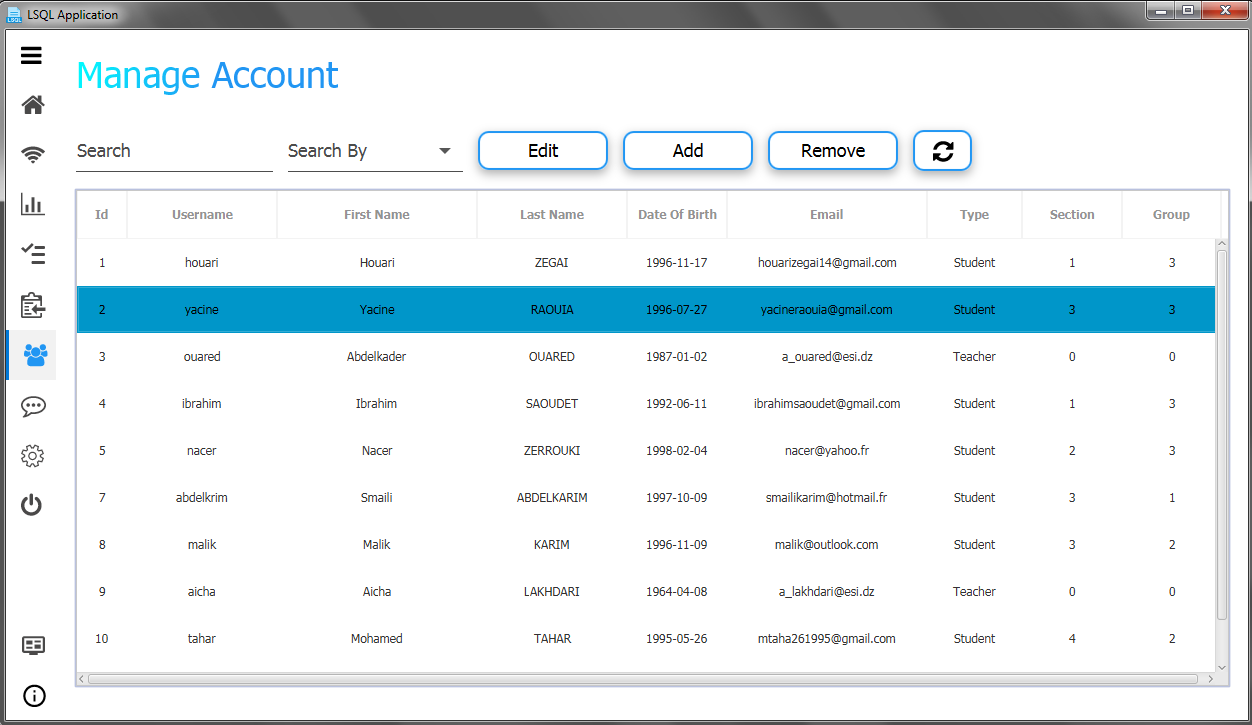 LSQL Application
Manage Account
Search Search By Edit Add Remove
Id Username First Name Last Name Date Of Birth Email Type Section Group
1 houari Houari ZEGAI 1996-11-17 houarizegai14@gmail.com Student 1 3
2 yacine Yacine RAOUIA 1996-07-27 yacineraouia@gmail.com Student 3 3
3 ouared Abdelkader OUARED 1987-01-02 a_ouared@esi.dz Teacher 0 0
4 ibrahim Ibrahim SAOUDET 1992-06-11 ibrahimsaoudet@gmail.com Student 1 3
5 nacer Nacer ZERROUKI 1998-02-04 nacer@yahoo.fr Student 2 3
7 abdelkrim Smaili ABDELKARIM 1997-10-09 smailikarim@hotmail.fr Student 3 1
8 malik Malik KARIM 1996-11-09 malik@outlook.com Student 3 2
9 aicha Aicha LAKHDARI 1964-04-08 a_lakhdari@esi.dz Teacher 0 0
10 tahar Mohamed TAHAR 1995-05-26 mtaha261995@gmail.com Student 4 2